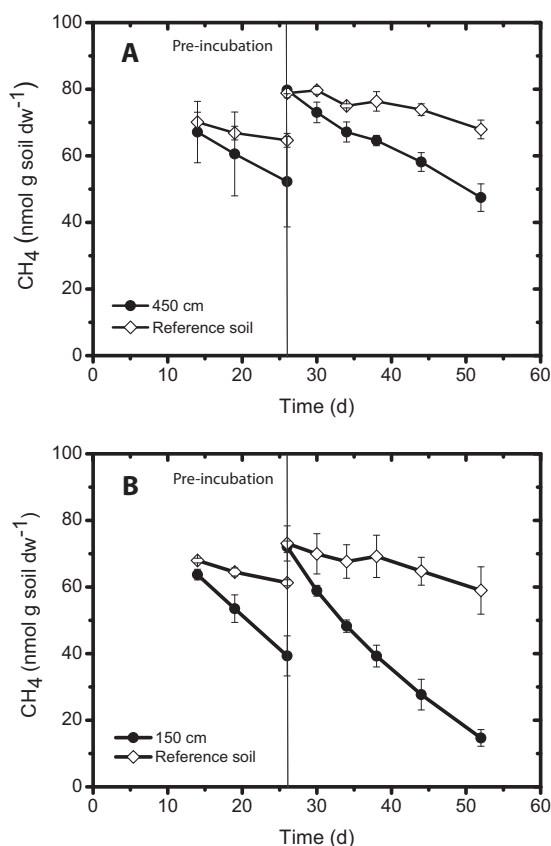 A
Pre-incubation
100
80
60
40
20
0
CH₄ (nmol g soil dw⁻¹)
450 cm
Reference soil
0 10 20 30 40 50 60
Time (d)
B
Pre-incubation
100
80
60
40
20
0
CH₄ (nmol g soil dw⁻¹)
150 cm
Reference soil
0 10 20 30 40 50 60
Time (d)